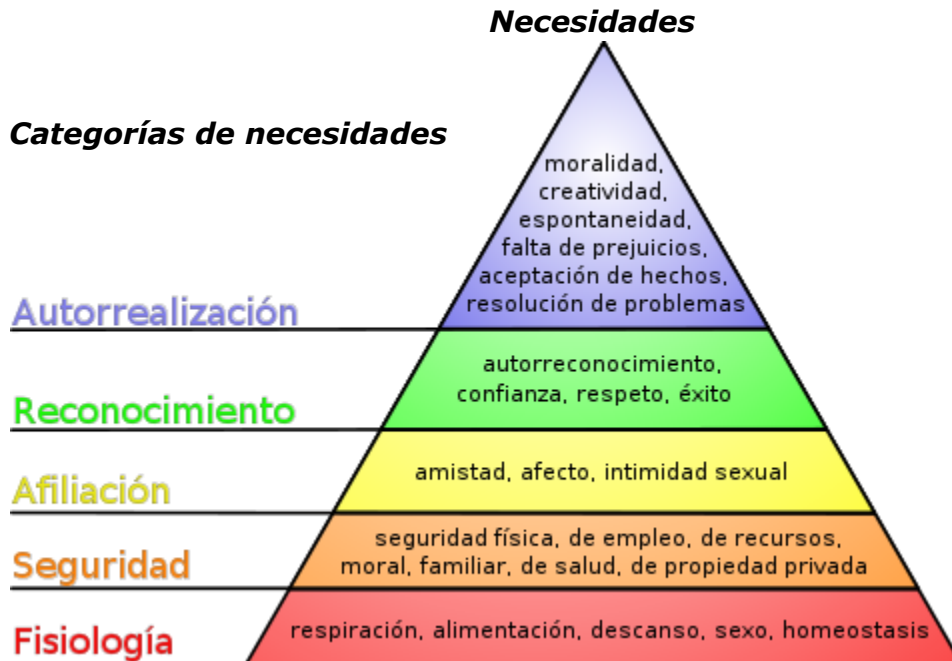 Necesidades
Categorías de necesidades
moralidad,
creatividad,
espontaneidad,
falta de prejuicios,
aceptación de hechos,
resolución de problemas
Autorrealización
autorreconocimiento,
confianza, respeto, éxito
Reconocimiento
amistad, afecto, intimidad sexual
Afiliación
seguridad física, de empleo, de recursos,
moral, familiar, de salud, de propiedad privada
Seguridad
respiración, alimentación, descanso, sexo, homeostasis
Fisiología